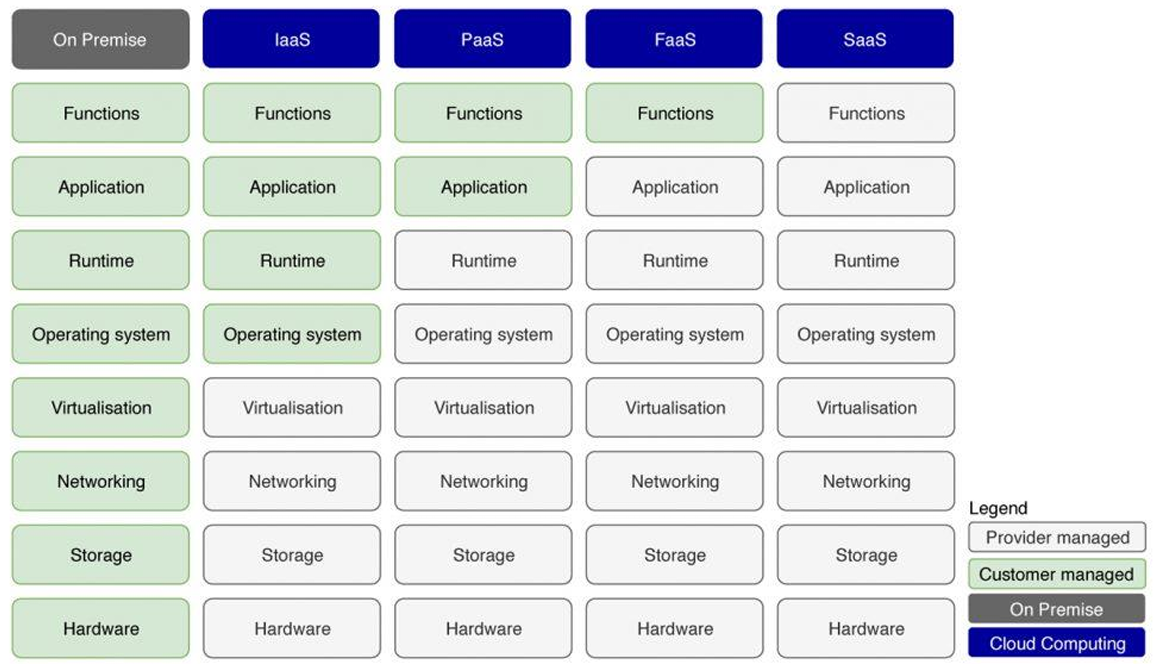 On Premise IaaS PaaS FaaS SaaS
Functions Functions Functions Functions Functions
Application Application Application Application Application
Runtime Runtime Runtime Runtime Runtime
Operating system Operating system Operating system Operating system Operating system
Virtualisation Virtualisation Virtualisation Virtualisation Virtualisation
Networking Networking Networking Networking Networking
Storage Storage Storage Storage Storage
Hardware Hardware Hardware Hardware Hardware
Legend
Provider managed
Customer managed
On Premise
Cloud Computing